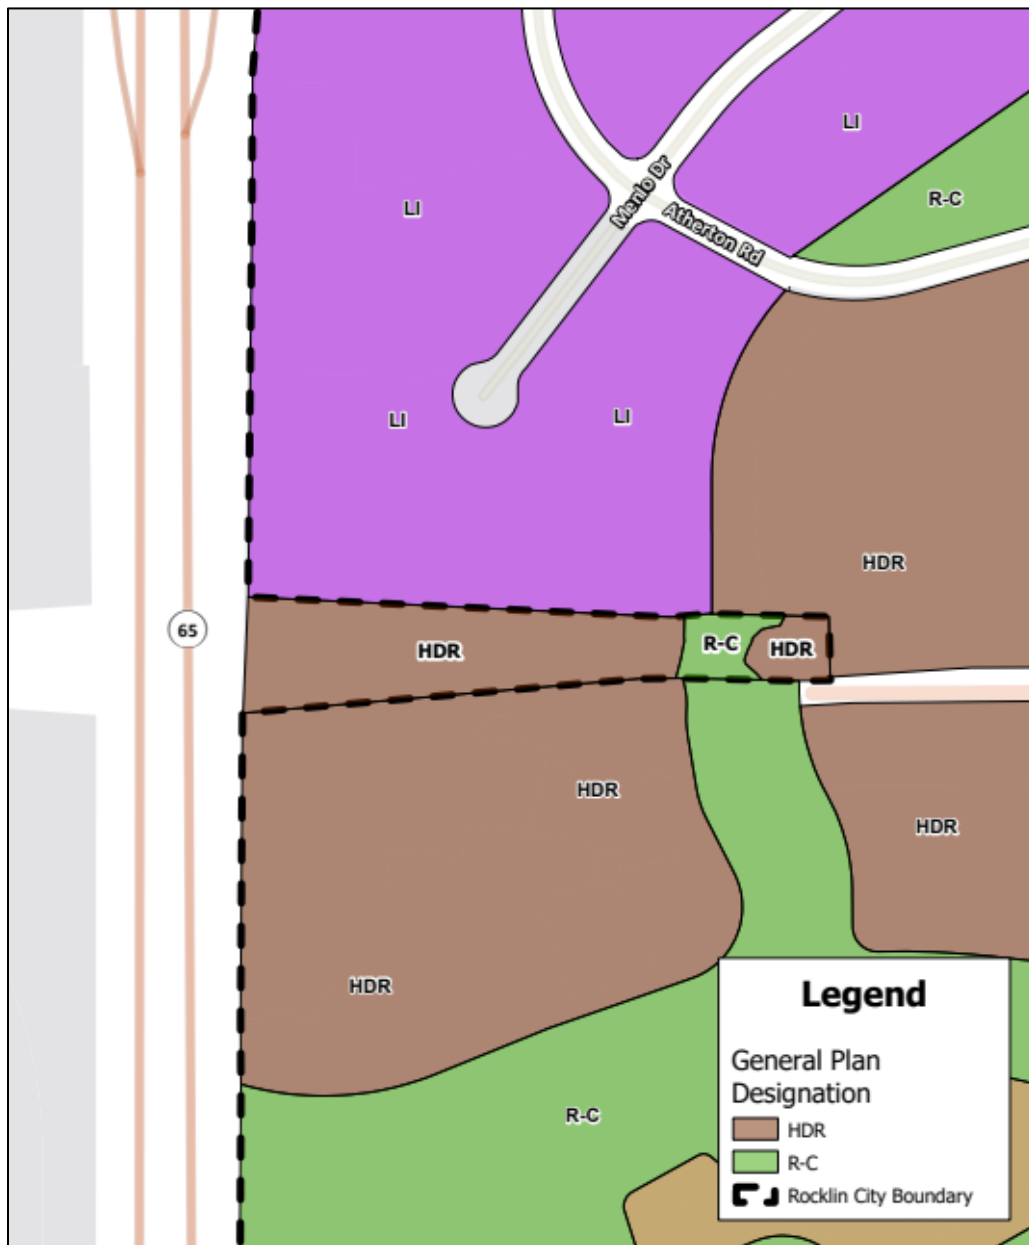 LI
R-C
LI
Menlo Dr
Atherton Rd
LI
LI
HDR
65
HDR
R-C
HDR
HDR
HDR
HDR
R-C
Legend
General Plan
Designation
HDR
R-C
Rocklin City Boundary